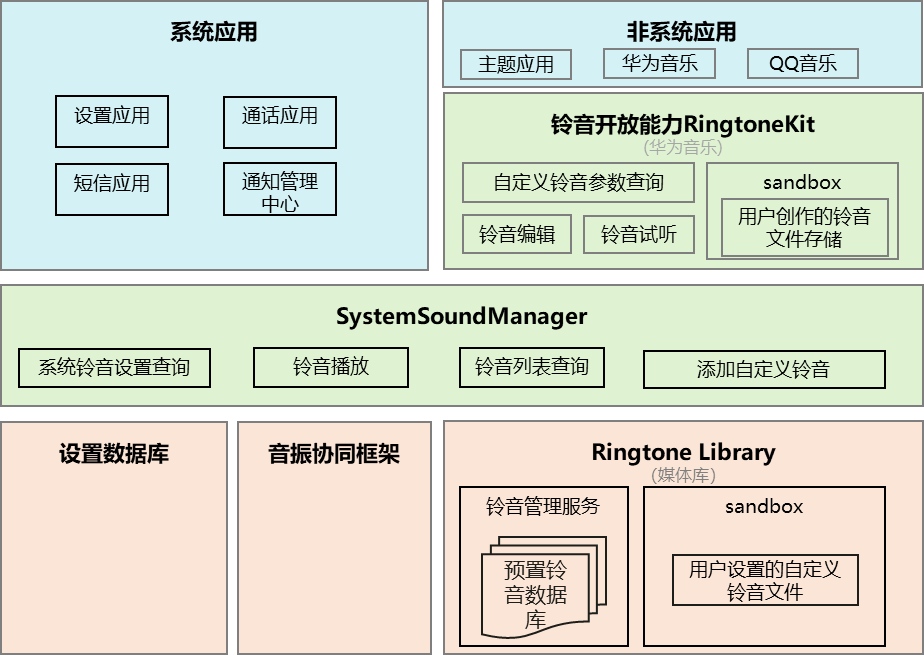 系统应用
设置应用
通话应用
短信应用
通知管理
中心
非系统应用
主题应用
华为音乐
QQ音乐
铃音开放能力RingtoneKit
(华为音乐)
自定义铃音参数查询
铃音编辑
铃音试听
sandbox
用户创作的铃音
文件存储
SystemSoundManager
系统铃音设置查询
铃音播放
铃音列表查询
添加自定义铃音
设置数据库
音振协同框架
Ringtone Library
(媒体库)
铃音管理服务
预置铃
音数据
库
sandbox
用户设置的自定义
铃音文件